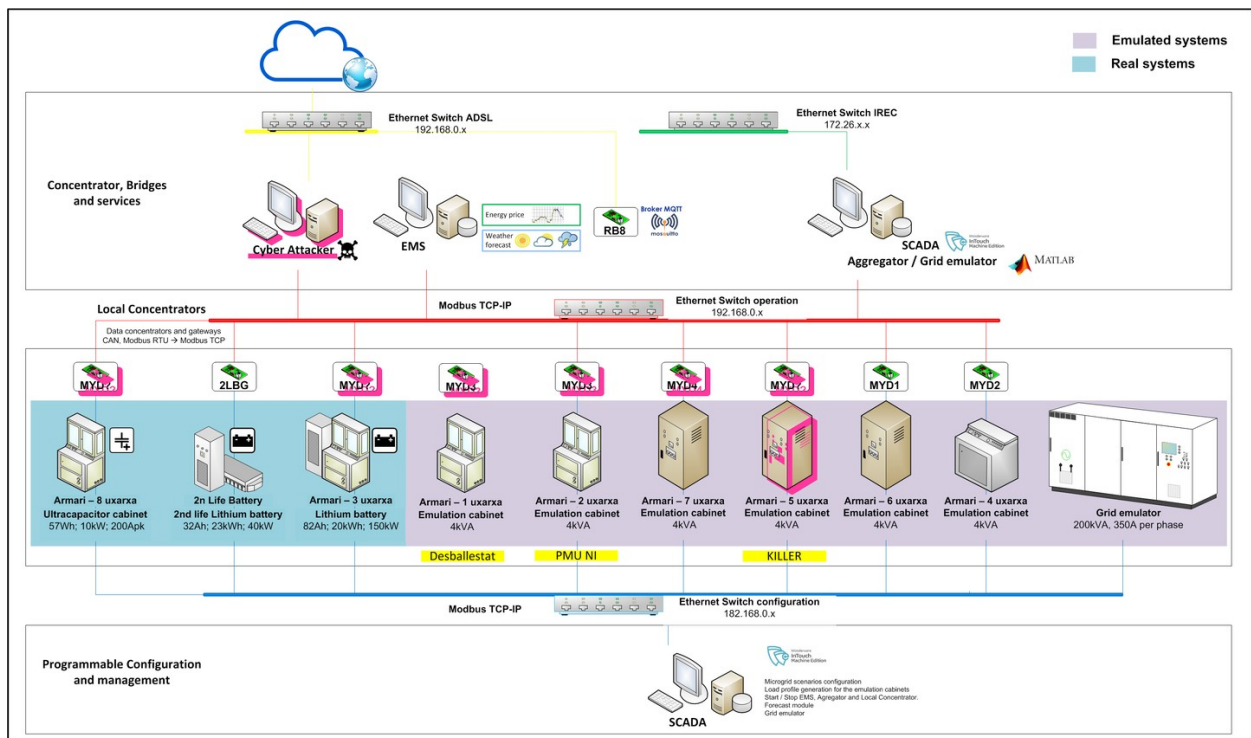 Emulated systems
Real systems
Ethernet Switch ADSL
192.168.0.x
Ethernet Switch IREC
172.26.x.x
Concentrator, Bridges
and services
Cyber Attacker
EMS
Energy price
Weather
forecast
RB8
Broker MQTT
mosquitto
SCADA
Aggregator / Grid emulator
InTouch
Machine Edition
MATLAB
Local Concentrators
Modbus TCP-IP
Ethernet Switch operation
192.168.0.x
Data concentrators and gateways
CAN, Modbus RTU → Modbus TCP
2LBG
MYD1
MYD2
Armari – 8 uxarxa
Ultracapacitor cabinet
57Wh; 10kW; 200Apk
2n Life Battery
2nd life Lithium battery
32Ah; 23kWh; 40kW
Armari – 3 uxarxa
Lithium battery
82Ah; 20kWh; 150kW
Armari – 1 uxarxa
Emulation cabinet
4kVA
Armari – 2 uxarxa
Emulation cabinet
4kVA
Armari – 7 uxarxa
Emulation cabinet
4kVA
Armari – 5 uxarxa
Emulation cabinet
4kVA
Armari – 6 uxarxa
Emulation cabinet
4kVA
Armari – 4 uxarxa
Emulation cabinet
4kVA
Grid emulator
200kVA, 350A per phase
Desballestat
PMU NI
KILLER
Modbus TCP-IP
Ethernet Switch configuration
182.168.0.x
Programmable Configuration
and management
SCADA
InTouch
Machine Edition
Microgrid scenarios configuration
Load profile generation for the emulation cabinets
Start / Stop EMS, Agregator and Local Concentrator.
Forecast module
Grid emulator